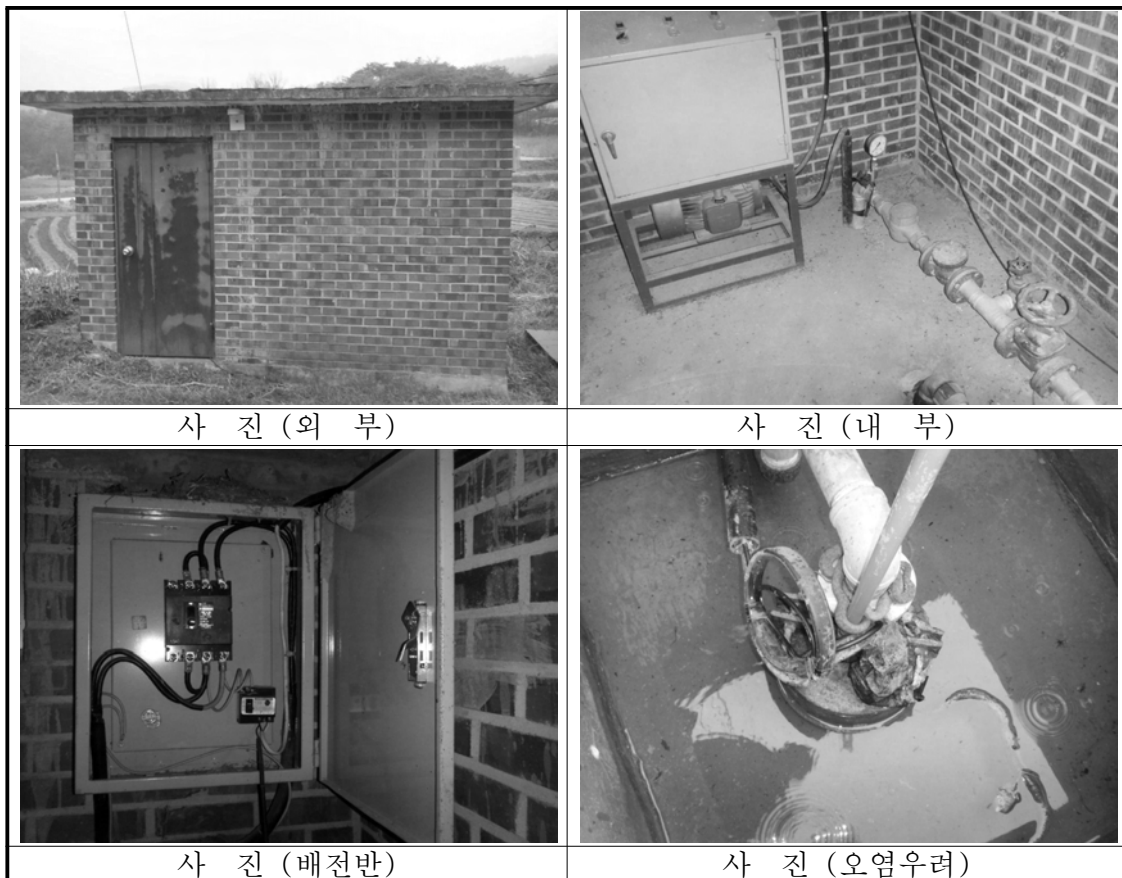 사 진 (외 부)
사 진 (내 부)
사 진 (배전반)
사 진 (오염우려)